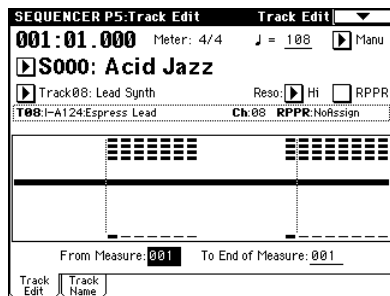 SEQUENCER P5:Track Edit Track Edit
001:01.000 Meter: 4/4 ♩ = 108 Manu
S000: Acid Jazz
Track08: Lead Synth Reso: Hi RPPR
T08:I-A124:Espress Lead Ch:08 RPPR:NoAssign
From Measure: 001 To End of Measure: 001
Track Edit Track Name